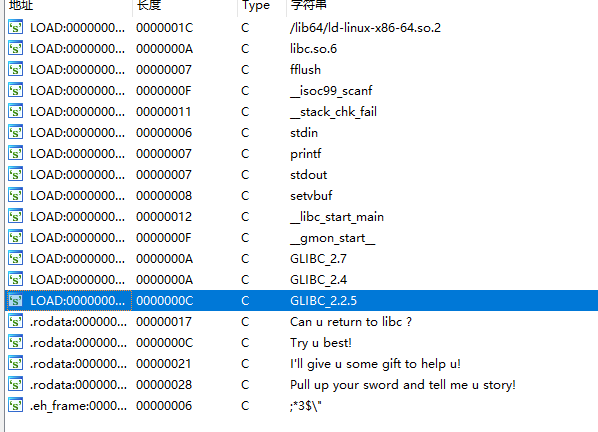 地址 长度 Type 字符串
LOAD:0000000... 0000001C C /lib64/ld-linux-x86-64.so.2
LOAD:0000000... 0000000A C libc.so.6
LOAD:0000000... 00000007 C fflush
LOAD:0000000... 0000000F C __isoc99_scanf
LOAD:0000000... 00000011 C __stack_chk_fail
LOAD:0000000... 00000006 C stdin
LOAD:0000000... 00000007 C printf
LOAD:0000000... 00000007 C stdout
LOAD:0000000... 00000008 C setvbuf
LOAD:0000000... 00000012 C __libc_start_main
LOAD:0000000... 0000000F C __gmon_start__
LOAD:0000000... 0000000A C GLIBC_2.7
LOAD:0000000... 0000000A C GLIBC_2.4
LOAD:0000000... 0000000C C GLIBC_2.2.5
.rodata:000000... 00000017 C Can u return to libc ?
.rodata:000000... 0000000C C Try u best!
.rodata:000000... 00000021 C I'll give u some gift to help u!
.rodata:000000... 00000028 C Pull up your sword and tell me u story!
.eh_frame:0000... 00000006 C ;*3$\"